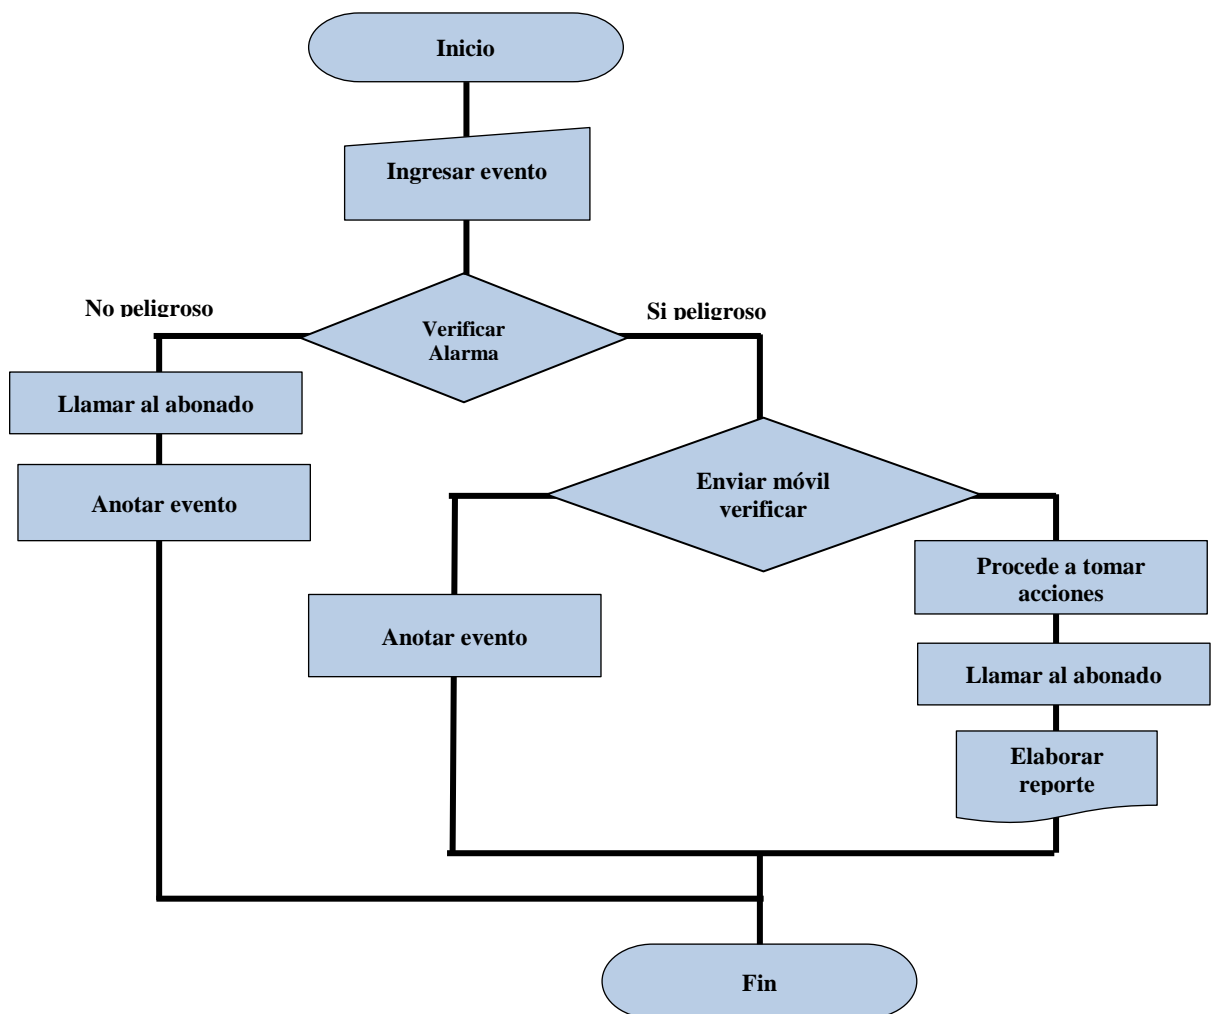 Inicio
Ingresar evento
No peligroso
Si peligroso
Verificar
Alarma
Llamar al abonado
Enviar móvil
verificar
Anotar evento
Procede a tomar
acciones
Anotar evento
Llamar al abonado
Elaborar
reporte
Fin